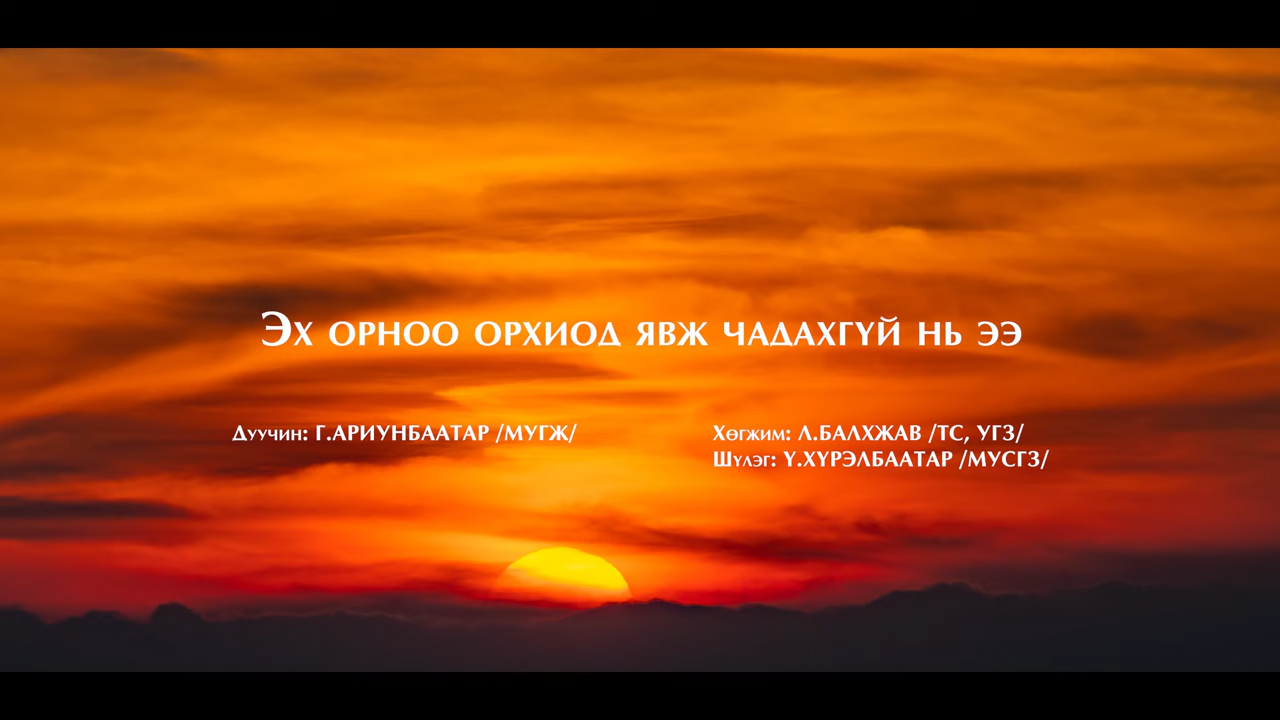 Эх орноо орхиод явж чадахгүй нь ээ
Дуучин: Г.АРИУНБААТАР /МУГЖ/
Хөгжим: Л.БАЛХЖАВ /ТС, УГЗ/
Шүлэг: Ү.ХҮРЭЛБААТАР /МУСГЗ/